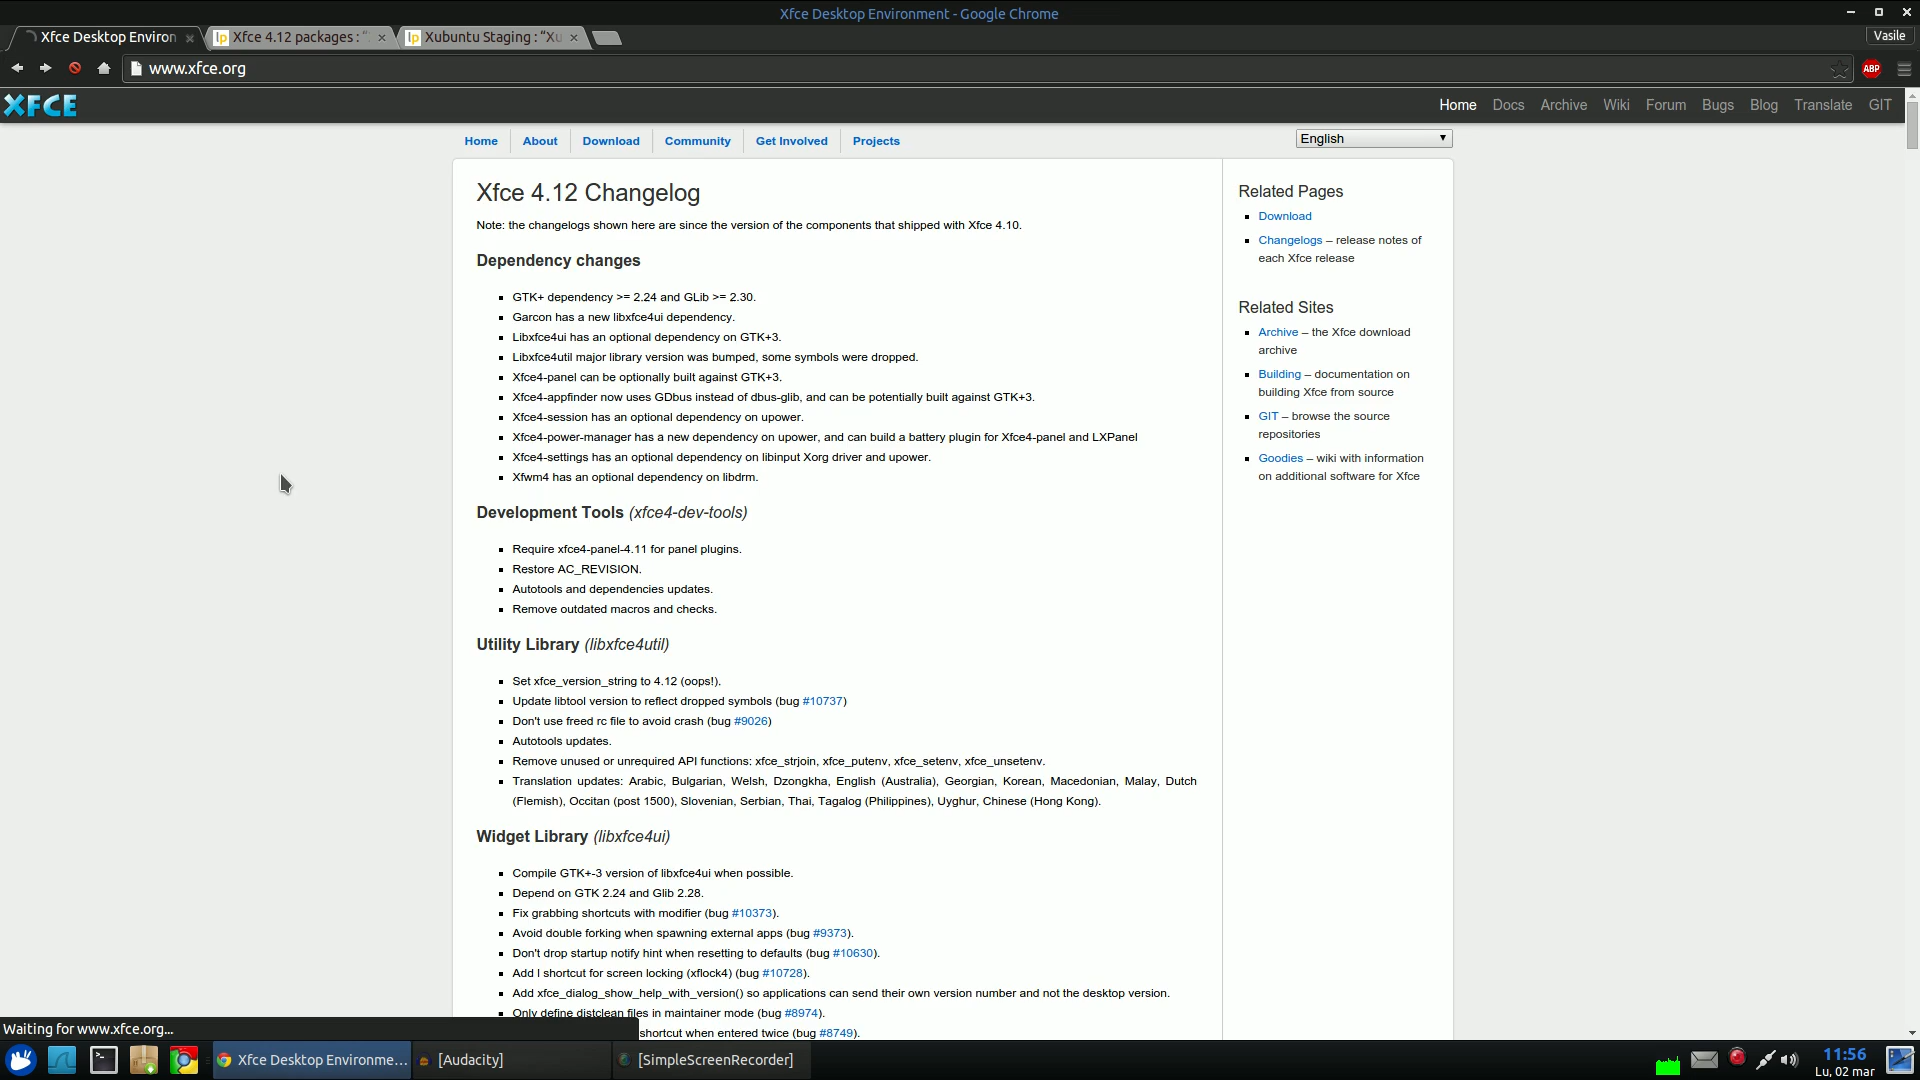 Xfce Desktop Environment - Google Chrome
Xfce Desktop Environ
Xfce 4.12 packages : “
Xubuntu Staging : “Xu
Vasile
www.xfce.org
ABP
XFCE
Home Docs Archive Wiki Forum Bugs Blog Translate GIT
Home About Download Community Get Involved Projects
English
Xfce 4.12 Changelog
Note: the changelogs shown here are since the version of the components that shipped with Xfce 4.10.
Dependency changes
GTK+ dependency >= 2.24 and GLib >= 2.30.
Garcon has a new libxfce4ui dependency.
Libxfce4ui has an optional dependency on GTK+3.
Libxfce4util major library version was bumped, some symbols were dropped.
Xfce4-panel can be optionally built against GTK+3.
Xfce4-appfinder now uses GDbus instead of dbus-glib, and can be potentially built against GTK+3.
Xfce4-session has an optional dependency on upower.
Xfce4-power-manager has a new dependency on upower, and can build a battery plugin for Xfce4-panel and LXPanel
Xfce4-settings has an optional dependency on libinput Xorg driver and upower.
Xfwm4 has an optional dependency on libdrm.
Development Tools (xfce4-dev-tools)
Require xfce4-panel-4.11 for panel plugins.
Restore AC_REVISION.
Autotools and dependencies updates.
Remove outdated macros and checks.
Utility Library (libxfce4util)
Set xfce_version_string to 4.12 (oops!).
Update libtool version to reflect dropped symbols (bug #10737)
Don't use freed rc file to avoid crash (bug #9026)
Autotools updates.
Remove unused or unrequired API functions: xfce_strjoin, xfce_putenv, xfce_setenv, xfce_unsetenv.
Translation updates: Arabic, Bulgarian, Welsh, Dzongkha, English (Australia), Georgian, Korean, Macedonian, Malay, Dutch
(Flemish), Occitan (post 1500), Slovenian, Serbian, Thai, Tagalog (Philippines), Uyghur, Chinese (Hong Kong).
Widget Library (libxfce4ui)
Compile GTK+-3 version of libxfce4ui when possible.
Depend on GTK 2.24 and Glib 2.28.
Fix grabbing shortcuts with modifier (bug #10373).
Avoid double forking when spawning external apps (bug #9373).
Don't drop startup notify hint when resetting to defaults (bug #10630).
Add l shortcut for screen locking (xflock4) (bug #10728).
Add xfce_dialog_show_help_with_version() so applications can send their own version number and not the desktop version.
Only define distclean files in maintainer mode (bug #8974).
shortcut when entered twice (bug #8749).
Related Pages
Download
Changelogs – release notes of
each Xfce release
Related Sites
Archive – the Xfce download
archive
Building – documentation on
building Xfce from source
GIT – browse the source
repositories
Goodies – wiki with information
on additional software for Xfce
Waiting for www.xfce.org...
Xfce Desktop Environme...
[Audacity]
[SimpleScreenRecorder]
11:56
Lu, 02 mar